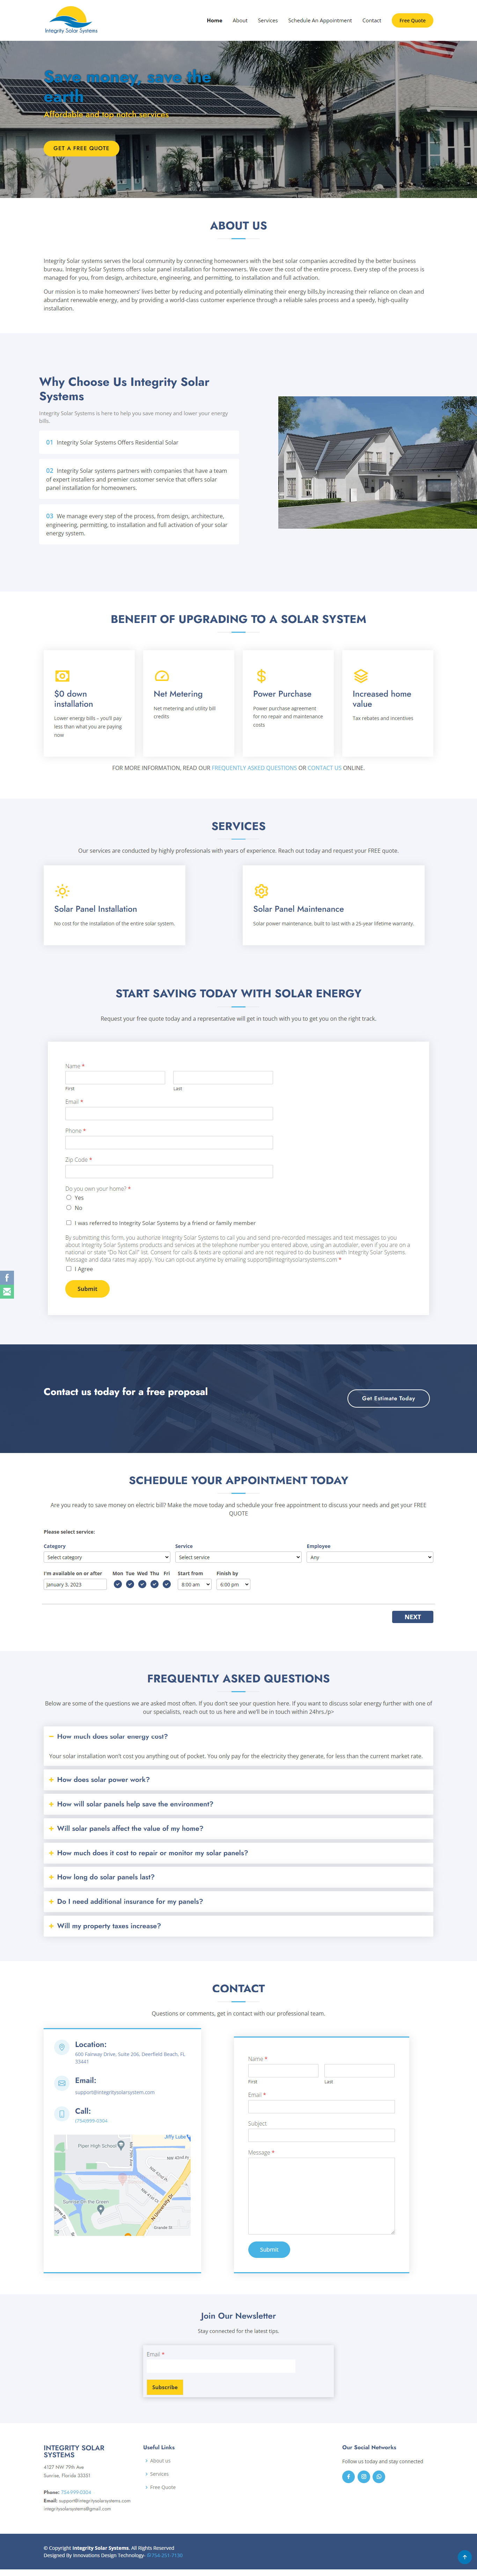 Integrity Solar Systems
Home
About
Services
Schedule An Appointment
Contact
Free Quote
Save money, save the
earth
Affordable and top notch services
GET A FREE QUOTE
ABOUT US
Integrity Solar systems serves the local community by connecting homeowners with the best solar companies accredited by the better business
bureau. Integrity Solar Systems offers solar panel installation for homeowners. We cover the cost of the entire process. Every step of the process is
managed for you, from design, architecture, engineering, and permitting, to installation and full activation.
Our mission is to make homeowners' lives better by reducing and potentially eliminating their energy bills,by increasing their reliance on clean and
abundant renewable energy, and by providing a world-class customer experience through a reliable sales process and a speedy, high-quality
installation.
Why Choose Us Integrity Solar
Systems
Integrity Solar Systems is here to help you save money and lower your energy
bills.
01 Integrity Solar Systems Offers Residential Solar
02 Integrity Solar systems partners with companies that have a team
of expert installers and premier customer service that offers solar
panel installation for homeowners.
03 We manage every step of the process, from design, architecture,
engineering, permitting, to installation and full activation of your solar
energy system.
BENEFIT OF UPGRADING TO A SOLAR SYSTEM
$0 down
installation
Lower energy bills – you'll pay
less than what you are paying
now
Net Metering
Net metering and utility bill
credits
Power Purchase
Power purchase agreement
for no repair and maintenance
costs
Increased home
value
Tax rebates and incentives
FOR MORE INFORMATION, READ OUR FREQUENTLY ASKED QUESTIONS OR CONTACT US ONLINE.
SERVICES
Our services are conducted by highly professionals with years of experience. Reach out today and request your FREE quote.
Solar Panel Installation
No cost for the installation of the entire solar system.
Solar Panel Maintenance
Solar power maintenance; built to last with a 25-year lifetime warranty.
START SAVING TODAY WITH SOLAR ENERGY
Request your free quote today and a representative will get in touch with you to get you on the right track.
Name *
First
Last
Email *
Phone *
Zip Code *
Do you own your home? *
Yes
No
I was referred to Integrity Solar Systems by a friend or family member
By submitting this form, you authorize Integrity Solar Systems to call you and send pre-recorded messages and text messages to you
about Integrity Solar Systems products and services at the telephone number you entered above, using an autodialer, even if you are on a
national or state "Do Not Call" list. Consent for calls & texts are optional and are not required to do business with Integrity Solar Systems.
Message and data rates may apply. You can opt-out anytime by emailing support@integritysolarsystems.com *
I Agree
Submit
Contact us today for a free proposal
Get Estimate Today
SCHEDULE YOUR APPOINTMENT TODAY
Are you ready to save money on electric bill? Make the move today and schedule your free appointment to discuss your needs and get your FREE
QUOTE
Please select service:
Category
Service
Employee
Select category
Select service
Any
I'm available on or after
Mon Tue Wed Thu Fri
Start from
Finish by
January 3, 2023
8:00 am
6:00 pm
NEXT
FREQUENTLY ASKED QUESTIONS
Below are some of the questions we are asked most often. If you don't see your question here. If you want to discuss solar energy further with one of
our specialists, reach out to us here and we'll be in touch within 24hrs./p>
How much does solar energy cost?
Your solar installation won't cost you anything out of pocket. You only pay for the electricity they generate, for less than the current market rate.
How does solar power work?
How will solar panels help save the environment?
Will solar panels affect the value of my home?
How much does it cost to repair or monitor my solar panels?
How long do solar panels last?
Do I need additional insurance for my panels?
Will my property taxes increase?
CONTACT
Questions or comments, get in contact with our professional team.
Location:
600 Fairway Drive, Suite 206, Deerfield Beach, FL
33441
Email:
support@integritysolarsystem.com
Call:
(754)999-0304
Jiffy Lube
Piper High School
NW 42nd
NW 44th
NW 41st Ct
N University Dr
Sunrise on the Green
Grande St
Name *
First
Last
Email *
Subject
Message *
Submit
Join Our Newsletter
Stay connected for the latest tips.
Email *
Subscribe
INTEGRITY SOLAR
SYSTEMS
4127 NW 79th Ave
Sunrise, Florida 33351
Phone: 754-999-0304
Email: support@integritysolarsystems.com
integritysolarsystems@gmail.com
Useful Links
About us
Services
Free Quote
Our Social Networks
Follow us today and stay connected
© Copyright Integrity Solar Systems. All Rights Reserved
Designed By Innovations Design Technology-